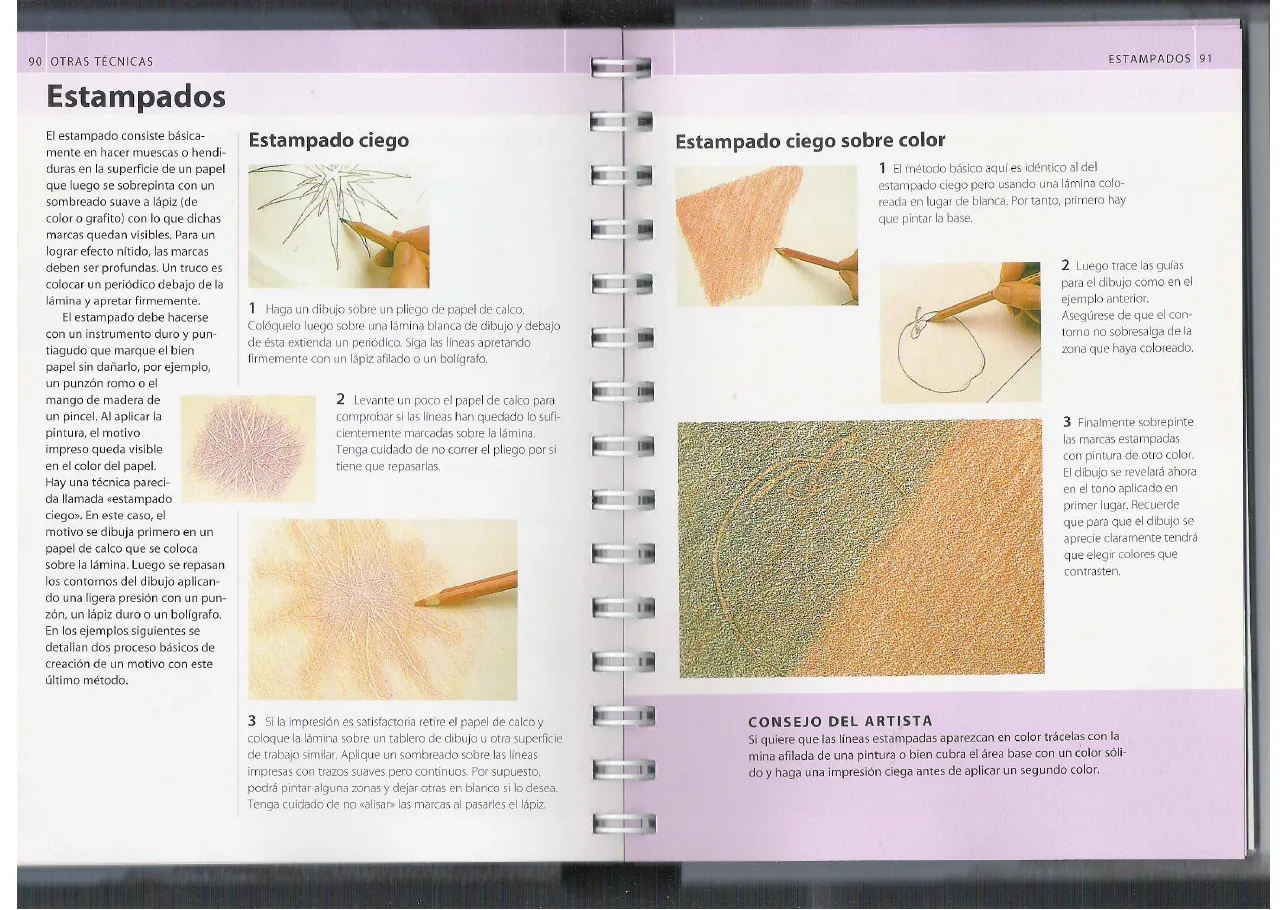 90 OTRAS TÉCNICAS
Estampados
El estampado consiste básica-
mente en hacer muescas o hendi-
duras en la superficie de un papel
que luego se sobrepinta con un
sombreado suave a lápiz (de
color o grafito) con lo que dichas
marcas quedan visibles. Para un
lograr efecto nítido, las marcas
deben ser profundas. Un truco es
colocar un periódico debajo de la
lámina y apretar firmemente.
El estampado debe hacerse
con un instrumento duro y pun-
tiagudo que marque el bien
papel sin dañarlo, por ejemplo,
un punzón romo o el
mango de madera de
un pincel. Al aplicar la
pintura, el motivo
impreso queda visible
en el color del papel.
Hay una técnica pareci-
da llamada «estampado
ciego». En este caso, el
motivo se dibuja primero en un
papel de calco que se coloca
sobre la lámina. Luego se repasan
los contornos del dibujo aplican-
do una ligera presión con un pun-
zón, un lápiz duro o un bolígrafo.
En los ejemplos siguientes se
detallan dos proceso básicos de
creación de un motivo con este
último método.
Estampado ciego
1 Haga un dibujo sobre un pliego de papel de calco.
Colóquelo luego sobre una lámina blanca de dibujo y debajo
de ésta extienda un periódico. Siga las líneas apretando
firmemente con un lápiz afilado o un bolígrafo.
2 Levante un poco el papel de calco para
comprobar si las líneas han quedado lo sufi-
cientemente marcadas sobre la lámina.
Tenga cuidado de no correr el pliego por si
tiene que repasarlas.
3 Si la impresión es satisfactoria retire el papel de calco y
coloque la lámina sobre un tablero de dibujo u otra superficie
de trabajo similar. Aplique un sombreado sobre las líneas
impresas con trazos suaves pero continuos. Por supuesto,
podrá pintar alguna zonas y dejar otras en blanco si lo desea.
Tenga cuidado de no «alisar» las marcas al pasarles el lápiz.
ESTAMPADOS 91
Estampado ciego sobre color
1 El método básico aquí es idéntico al del
estampado ciego pero usando una lámina colo-
reada en lugar de blanca. Por tanto, primero hay
que pintar la base.
2 Luego trace las guías
para el dibujo como en el
ejemplo anterior.
Asegúrese de que el con-
torno no sobresalga de la
zona que haya coloreado.
3 Finalmente sobrepinte
las marcas estampadas
con pintura de otro color.
El dibujo se revelará ahora
en el tono aplicado en
primer lugar. Recuerde
que para que el dibujo se
aprecie claramente tendrá
que elegir colores que
contrasten.
CONSEJO DEL ARTISTA
Si quiere que las líneas estampadas aparezcan en color trácelas con la
mina afilada de una pintura o bien cubra el área base con un color sóli-
do y haga una impresión ciega antes de aplicar un segundo color.